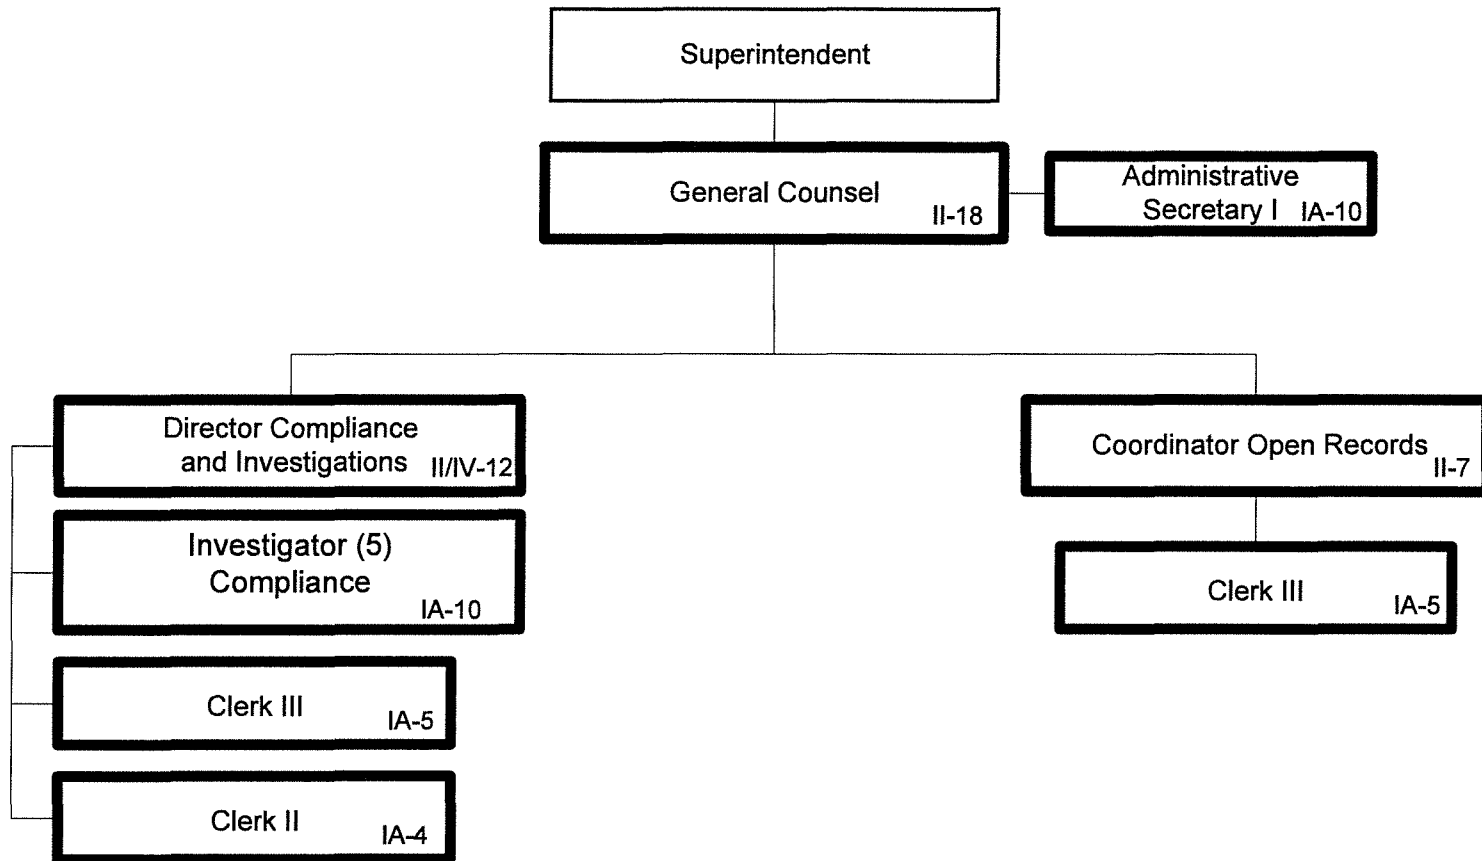 Superintendent
General Counsel
II-18
Administrative
Secretary I IA-10
Director Compliance
and Investigations II/IV-12
Investigator (5)
Compliance
IA-10
Clerk III
IA-5
Clerk II
IA-4
Coordinator Open Records
II-7
Clerk III
IA-5